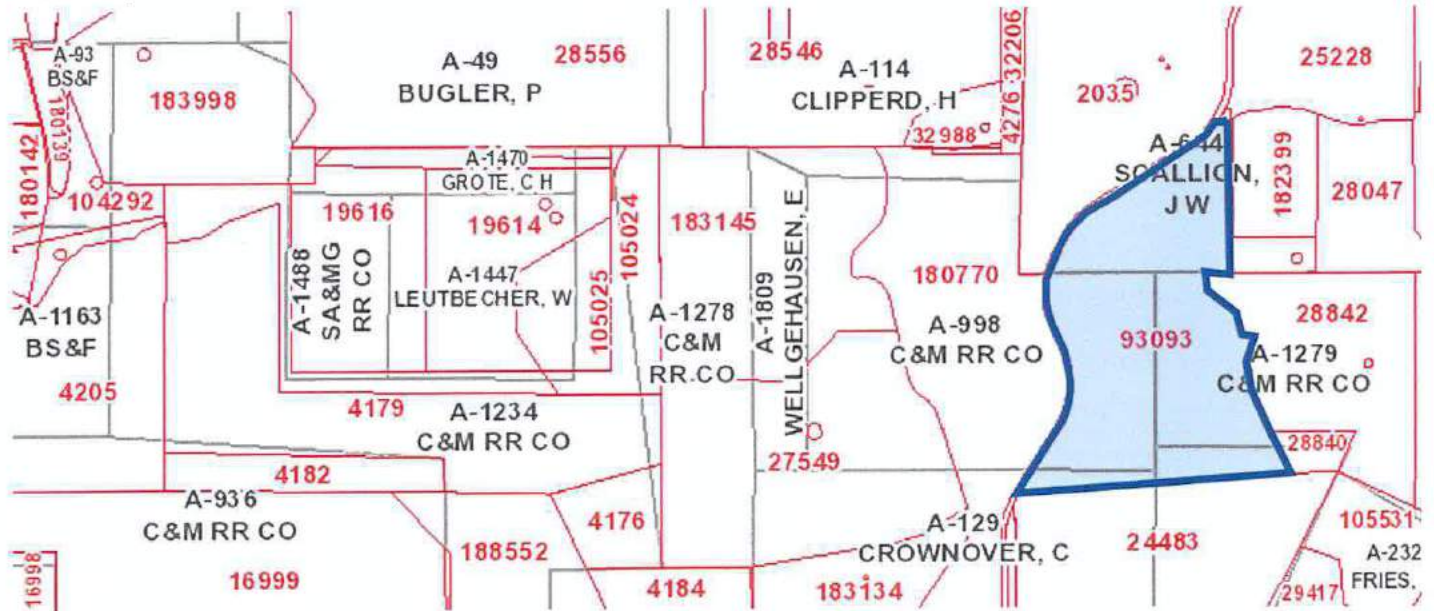 A-93
BS&F
183998
180139
180142
104292
A-49
BUGLER, P
28556
28546
A-114
CLIPPERD, H
32988
4276
32206
2035
25228
A-644
SCALLION,
J W
182399
28047
A-1470
GROTE, C H
19616
19614
A-1488
SA&MG
RR CO
A-1447
LEUTBECHER, W
105024
105025
183145
A-1278
C&M
RR CO
A-1809
WELLGEHAUSEN, E
180770
A-998
C&M RR CO
93093
28842
A-1279
C&M RR CO
A-1163
BS&F
4205
4179
A-1234
C&M RR CO
27549
28840
4182
A-936
C&M RR CO
4176
A-129
CROWNOVER, C
24483
105531
A-232
FRIES,
16998
16999
188552
4184
183134
29417